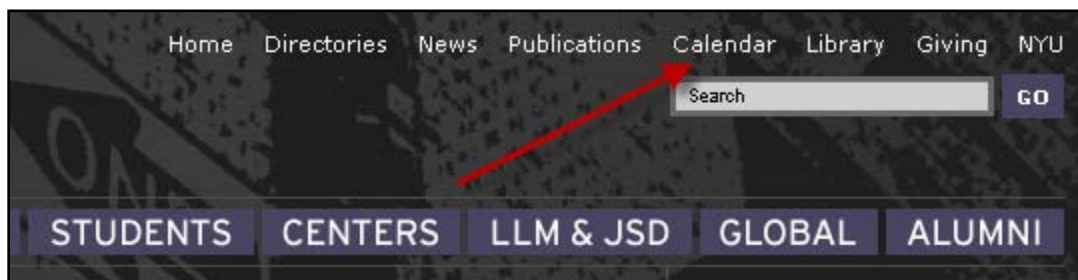 Home Directories News Publications Calendar Library Giving NYU
Search GO
STUDENTS CENTERS LLM & JSD GLOBAL ALUMNI